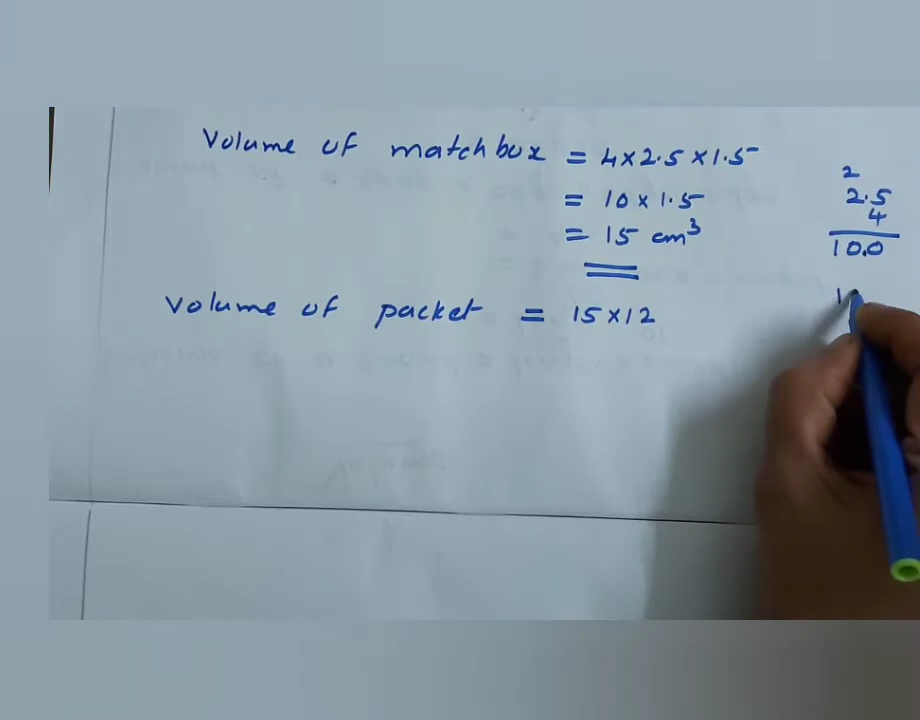 Volume of matchbox = 4×2.5×1.5
= 10×1.5
= 15 cm³
Volume of packet = 15×12
2
2.5
4
10.0
1